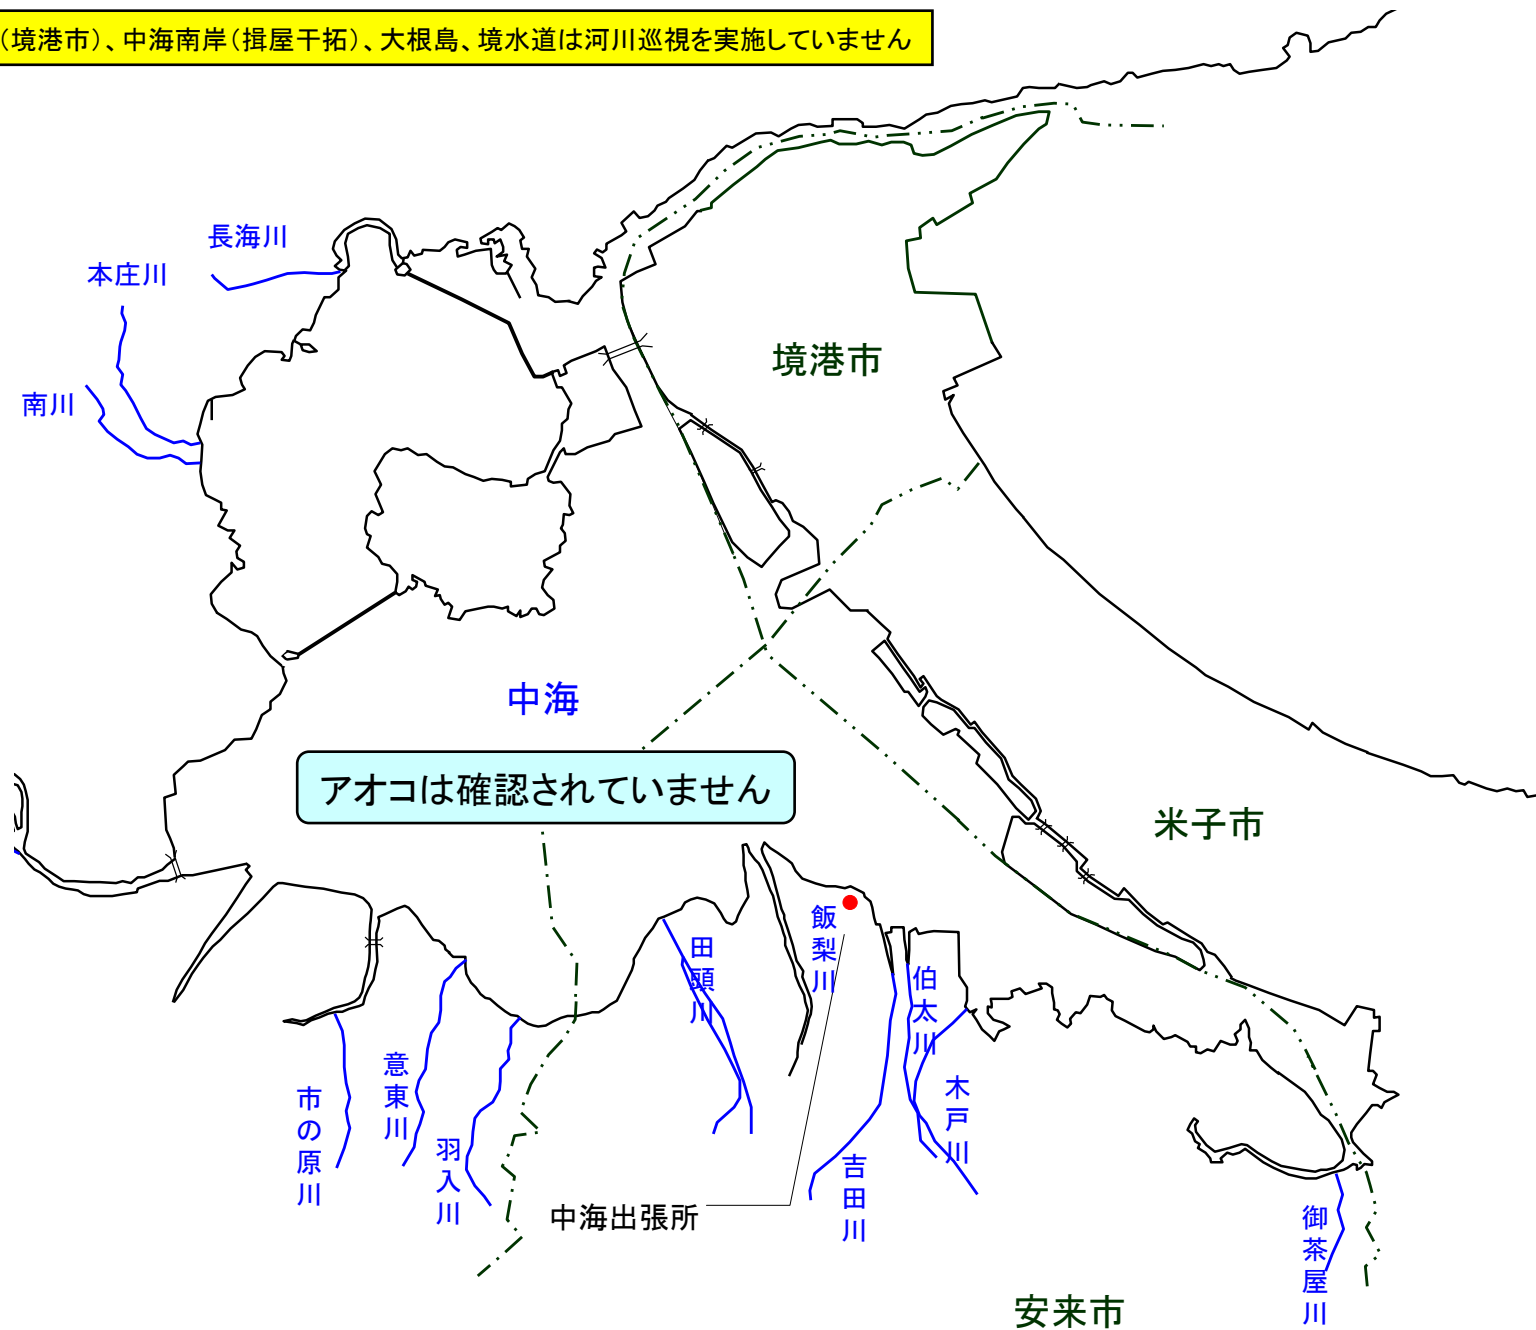 (境港市)、中海南岸(揖屋干拓)、大根島、境水道は河川巡視を実施していません
長海川
本庄川
南川
境港市
中海
アオコは確認されていません
米子市
飯梨川
田頭川
伯太川
意東川
木戸川
市の原川
羽入川
吉田川
中海出張所
御茶屋川
安来市